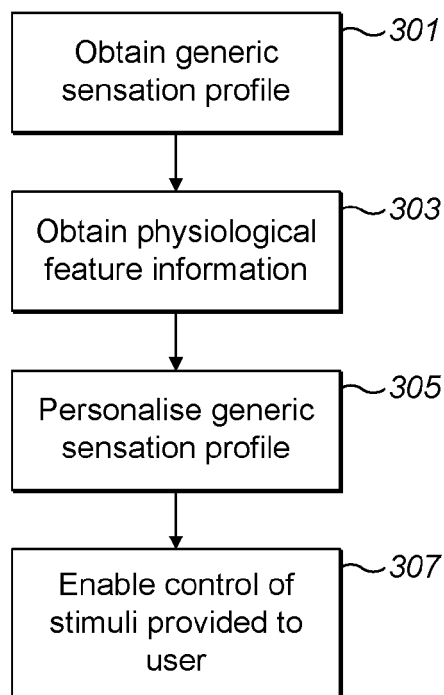 301
Obtain generic
sensation profile
303
Obtain physiological
feature information
305
Personalise generic
sensation profile
307
Enable control of
stimuli provided to
user